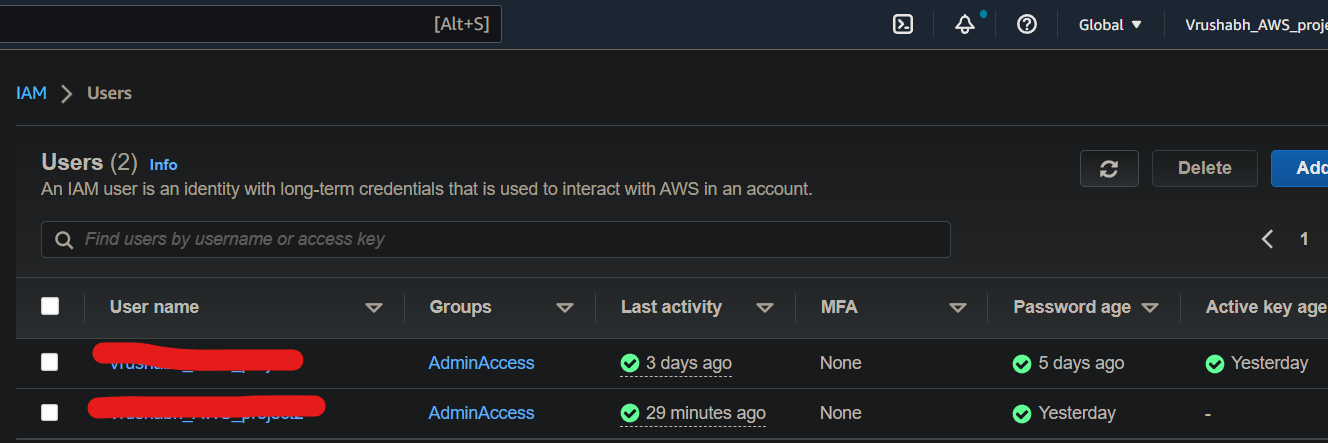 [Alt+S] Global Vrushabh_AWS_proje
IAM Users
Users (2) Info
Delete Add
An IAM user is an identity with long-term credentials that is used to interact with AWS in an account.
Find users by username or access key 1
User name Groups Last activity MFA Password age Active key age
AdminAccess 3 days ago None 5 days ago Yesterday
AdminAccess 29 minutes ago None Yesterday -